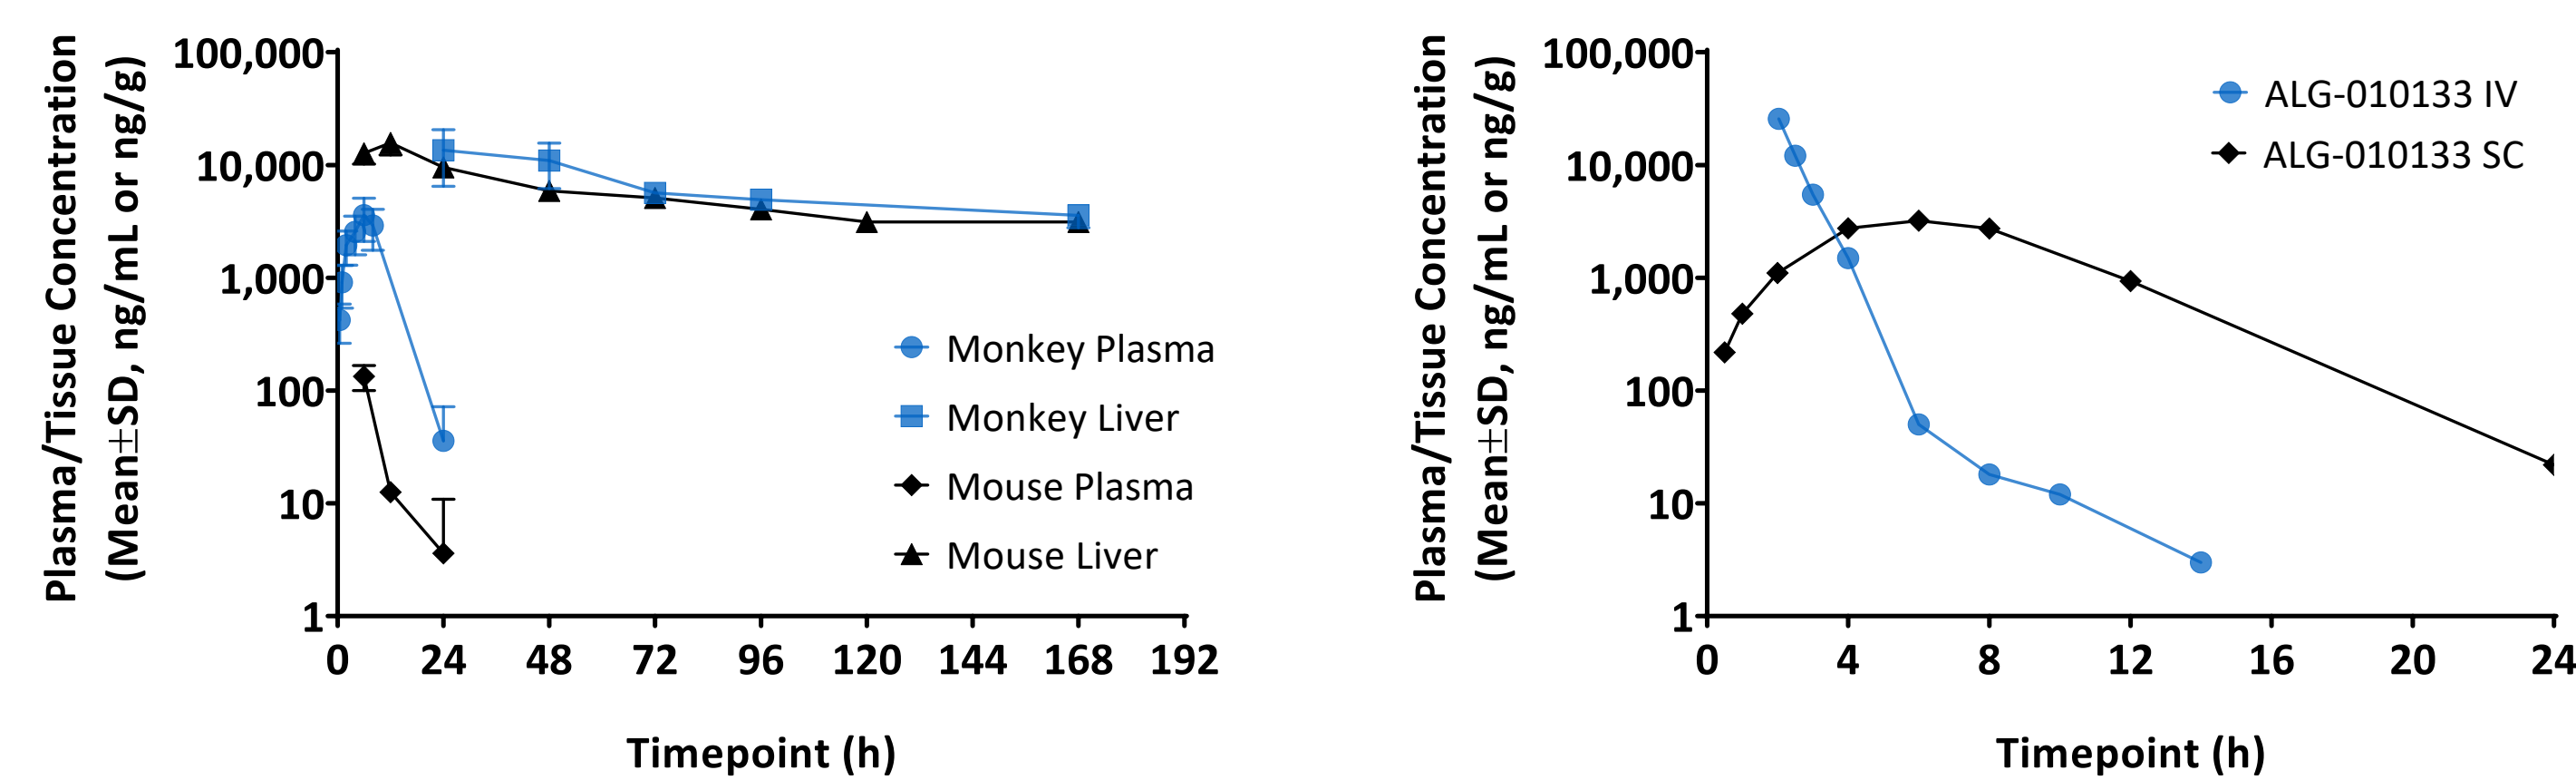 Plasma/Tissue Concentration
(Mean±SD, ng/mL or ng/g)
100,000
10,000
1,000
100
10
1
0 24 48 72 96 120 144 168 192
Timepoint (h)
Monkey Plasma
Monkey Liver
Mouse Plasma
Mouse Liver
Plasma/Tissue Concentration
(Mean±SD, ng/mL or ng/g)
100,000
10,000
1,000
100
10
1
0 4 8 12 16 20 24
Timepoint (h)
ALG-010133 IV
ALG-010133 SC